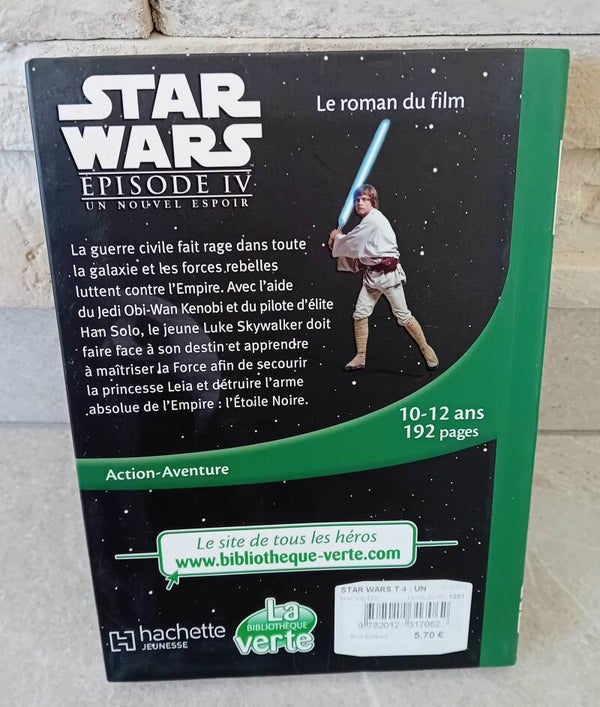 STAR
WARS
ÉPISODE IV
UN NOUVEL ESPOIR
Le roman du film
La guerre civile fait rage dans toute
la galaxie et les forces rebelles
luttent contre l'Empire. Avec l'aide
du Jedi Obi-Wan Kenobi et du pilote d'élite
Han Solo, le jeune Luke Skywalker doit
faire face à son destin et apprendre
à maîtriser la Force afin de secourir
la princesse Leia et détruire l'arme
absolue de l'Empire : l'Étoile Noire.
10-12 ans
192 pages
Action-Aventure
Le site de tous les héros
www.bibliotheque-verte.com
hachette
JEUNESSE
La
BIBLIOTHÈQUE
verte
STAR WARS T.4 ; UN
HACHETTE 1221
9 782012 317062
5,70 €